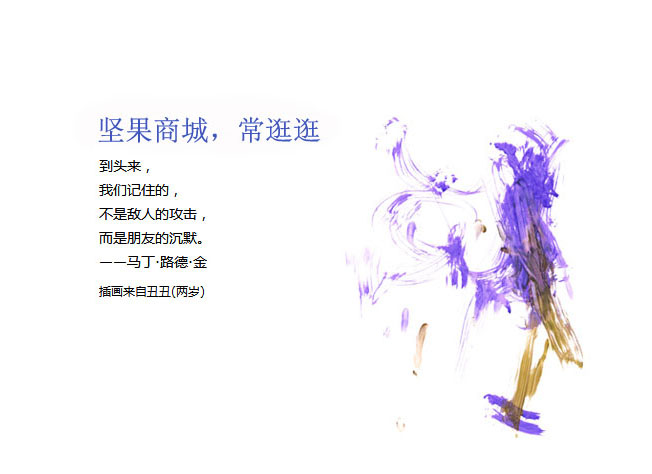 坚果商城，常逛逛
到头来，
我们记住的，
不是敌人的攻击，
而是朋友的沉默。
——马丁·路德·金
插画来自丑丑(两岁)